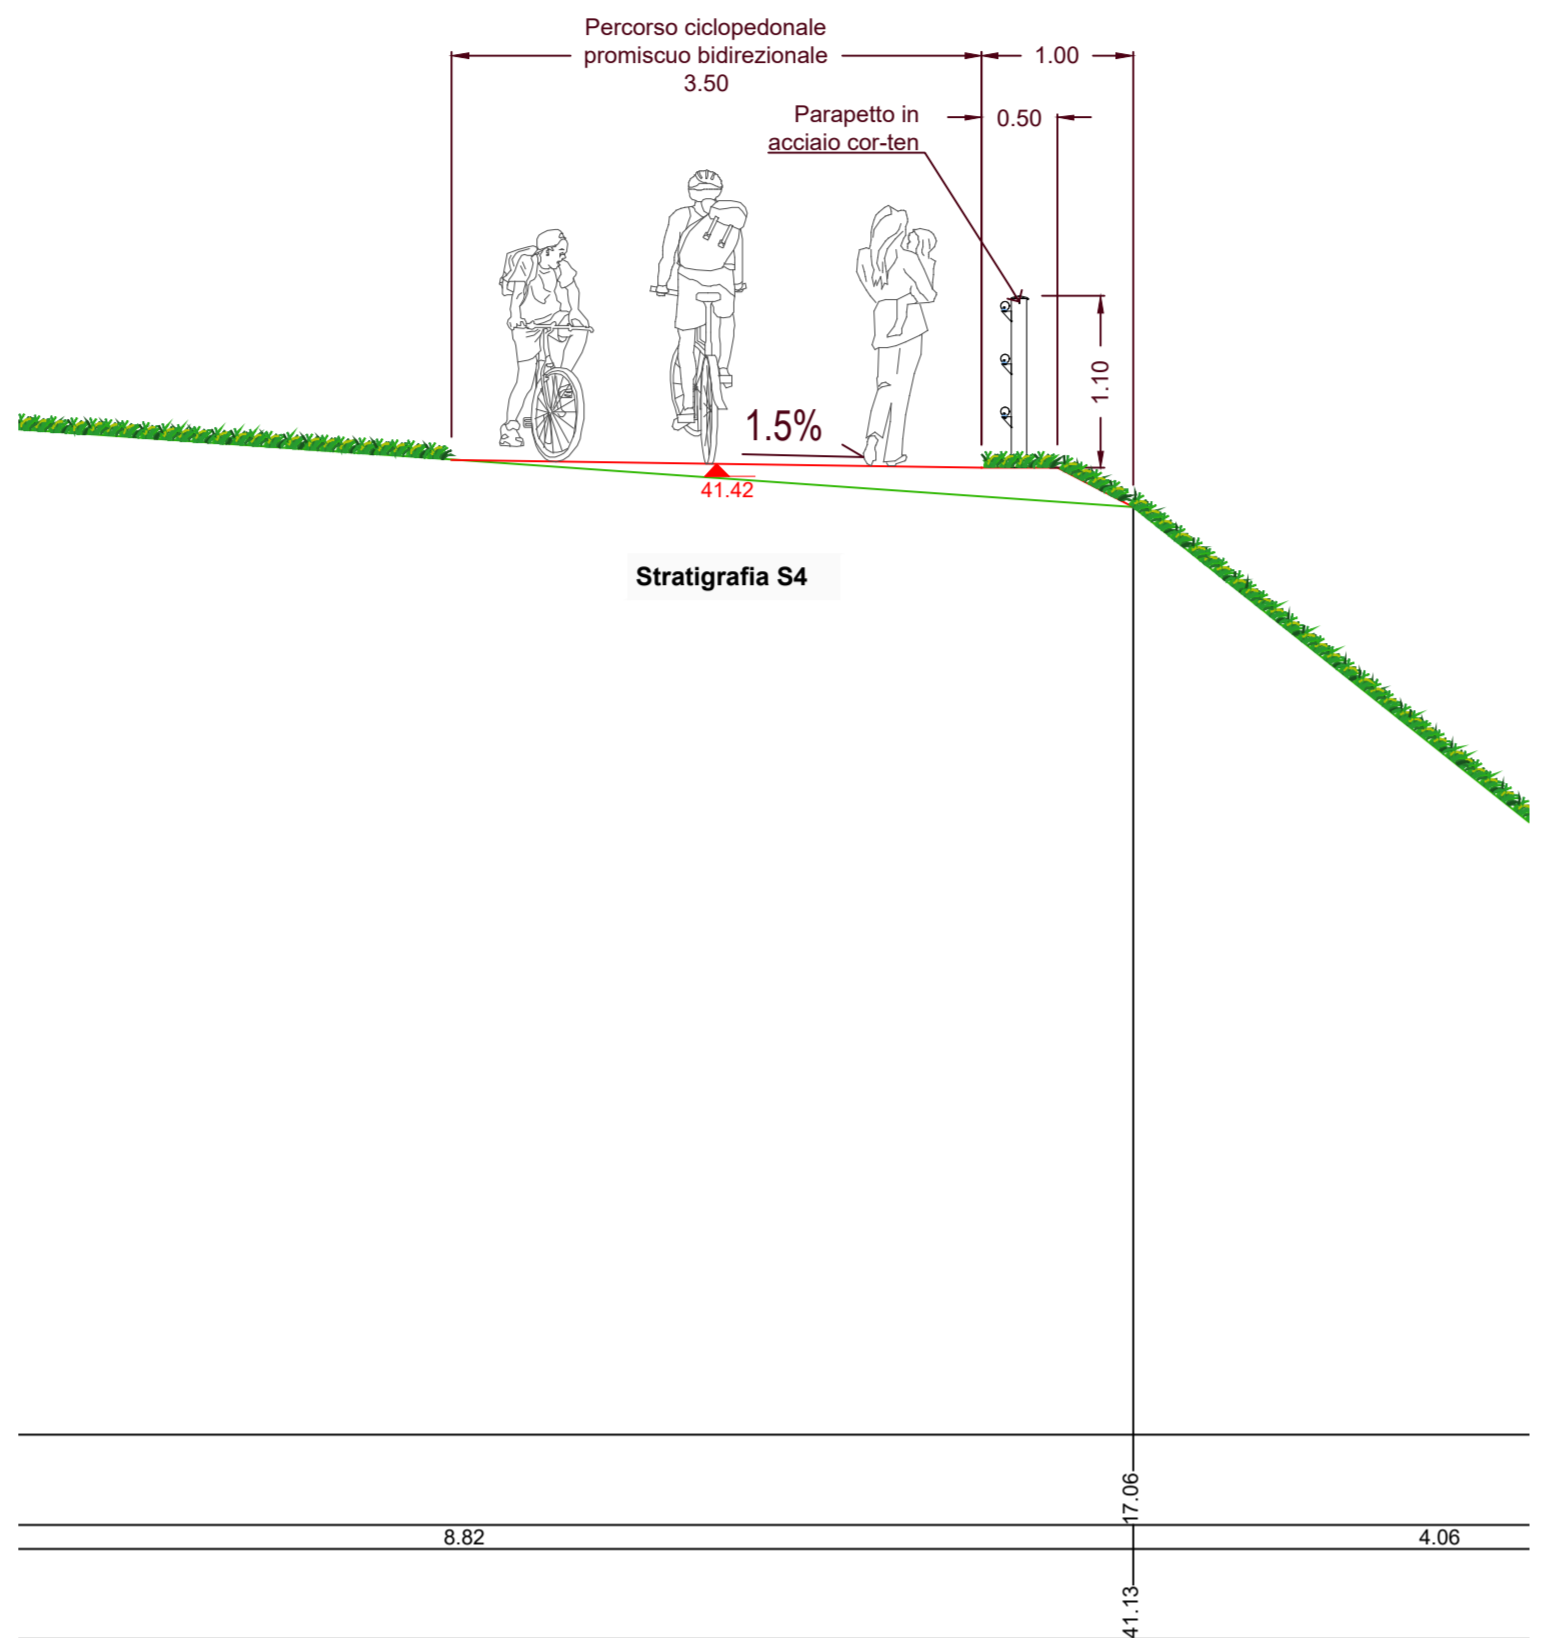 Percorso ciclopedonale
promiscuo bidirezionale
3.50
1.00
Parapetto in
acciaio cor-ten
0.50
1.10
1.5%
41.42
Stratigrafia S4
17.06
8.82
4.06
41.13